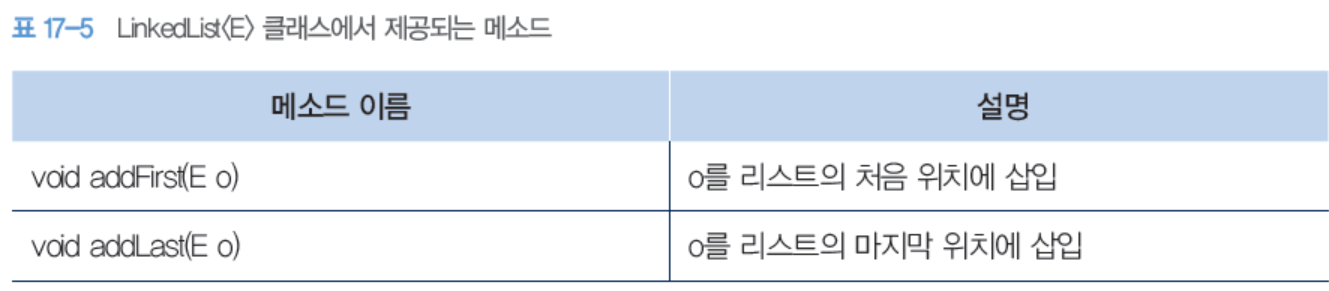 표 17-5 LinkedList〈E〉 클래스에서 제공되는 메소드
메소드 이름 설명
void addFirst(E o) o를 리스트의 처음 위치에 삽입
void addLast(E o) o를 리스트의 마지막 위치에 삽입